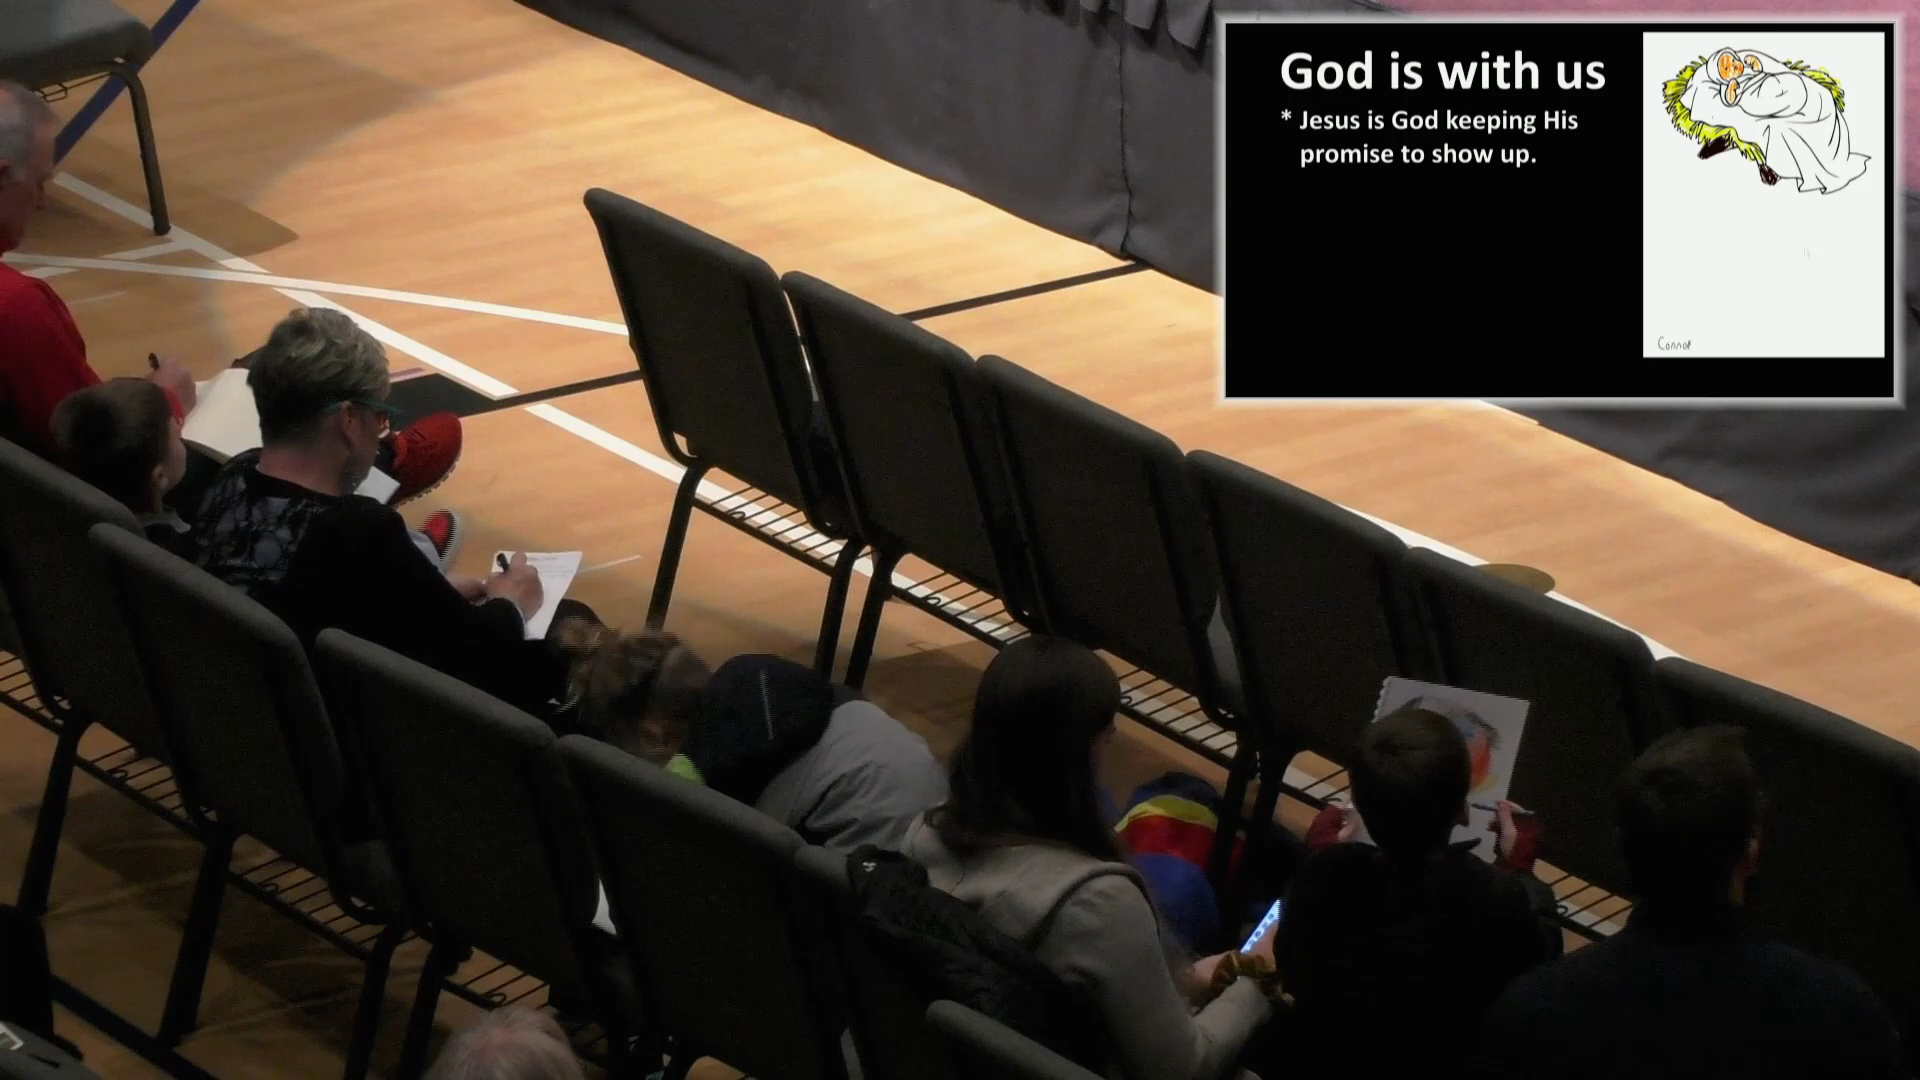 God is with us
* Jesus is God keeping His
promise to show up.
Connor